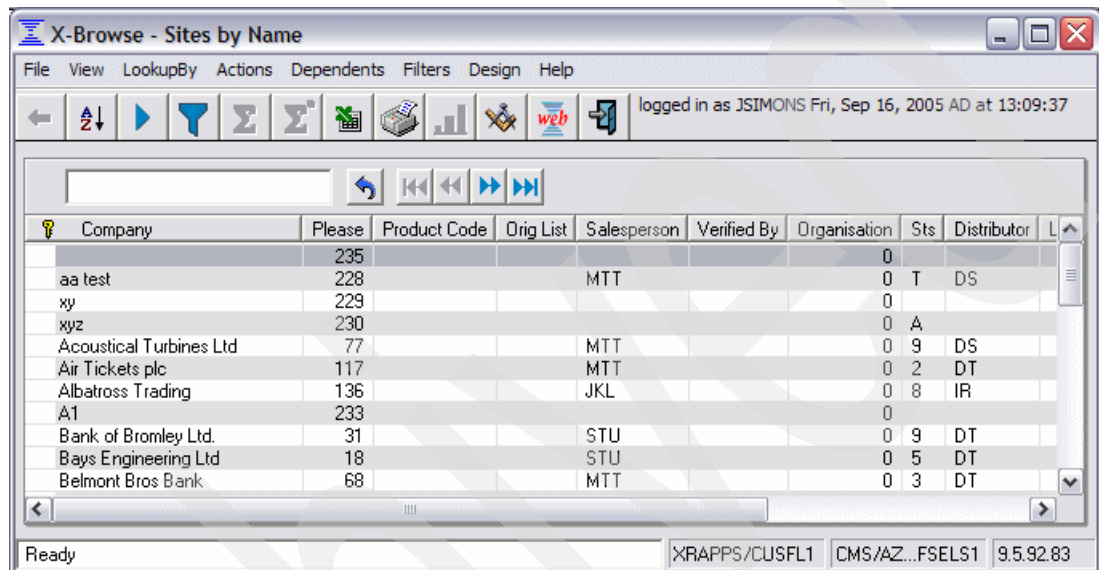 X-Browse - Sites by Name
File View LookupBy Actions Dependents Filters Design Help
A Z web logged in as JSIMONS Fri, Sep 16, 2005 AD at 13:09:37
Company Please Product Code Orig List Salesperson Verified By Organisation Sts Distributor L
235 0
aa test 228 MTT 0 T DS
xy 229 0
xyz 230 0 A
Acoustical Turbines Ltd 77 MTT 0 9 DS
Air Tickets plc 117 MTT 0 2 DT
Albatross Trading 136 JKL 0 8 IR
A1 233 0
Bank of Bromley Ltd. 31 STU 0 9 DT
Bays Engineering Ltd 18 STU 0 5 DT
Belmont Bros Bank 68 MTT 0 3 DT
Ready XRAPPS/CUSFL1 CMS/AZ...FSELS1 9.5.92.83